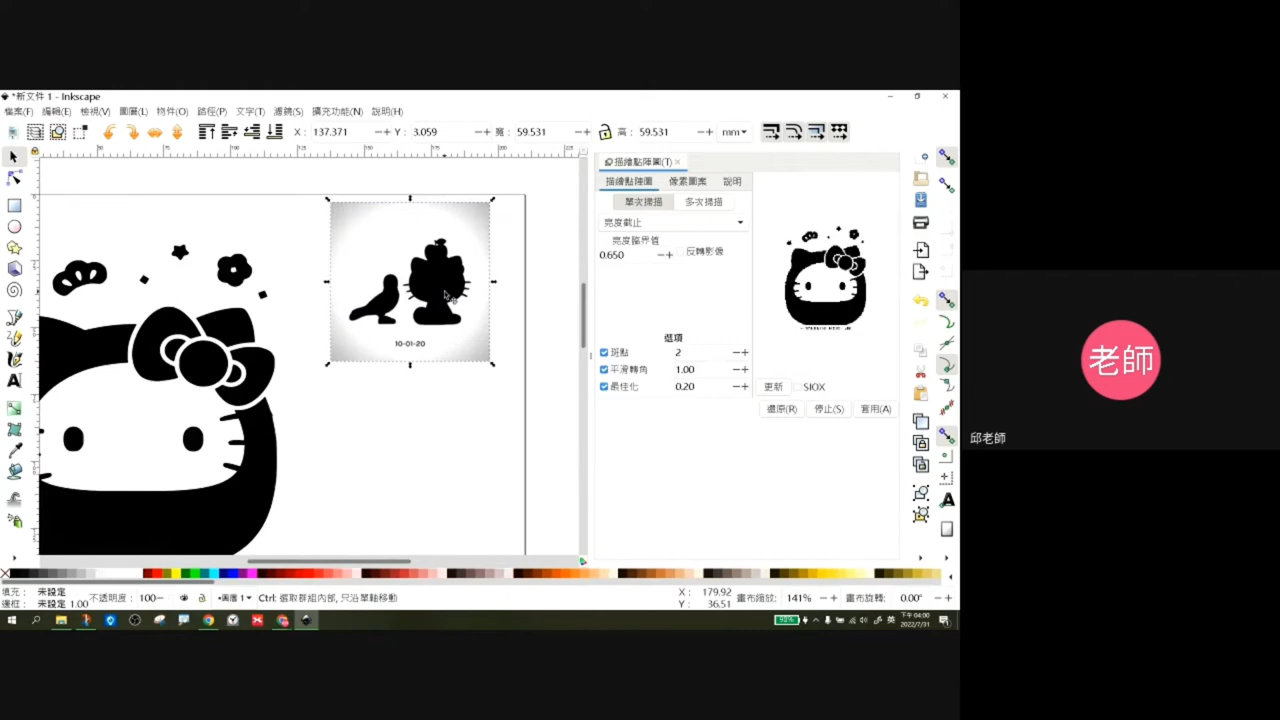 *新文件 1 - Inkscape
檔案(F) 編輯(E) 檢視(V) 圖層(L) 物件(O) 路徑(P) 文字(T) 濾鏡(S) 擴充功能(N) 說明(H)
X: 137.371 Y: 3.059 寬: 59.531 高: 59.531 mm
描繪點陣圖(T)
描繪點陣圖 像素圖案 說明
單次掃描 多次掃描
亮度截止
亮度臨界值
0.650 反轉影像
選項
斑點 2
平滑轉角 1.00
最佳化 0.20 更新 SIOX
還原(R) 停止(S) 套用(A)
10-01-20
老師
邱老師
填充: 未設定
邊框: 未設定 1.00
不透明度: 100
圖層 1
Ctrl: 選取群組內部, 只沿單軸移動
X: 179.92
Y: 36.51
畫布縮放: 141% 畫布旋轉: 0.00°
92%
英
下午 04:00
2022/7/31